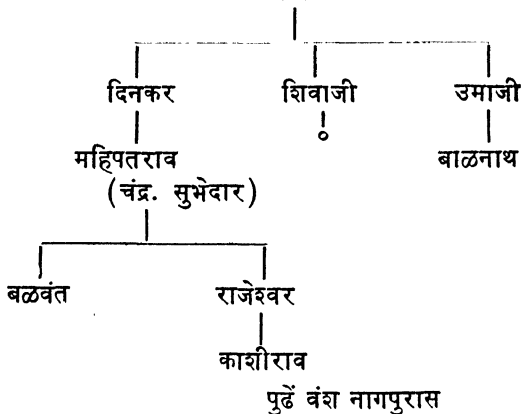 दिनकर शिवाजी उमाजी
महिपतराव बाळनाथ
(चंद्र. सुभेदार)
बळवंत राजेश्वर
काशीराव
पुढें वंश नागपुरास